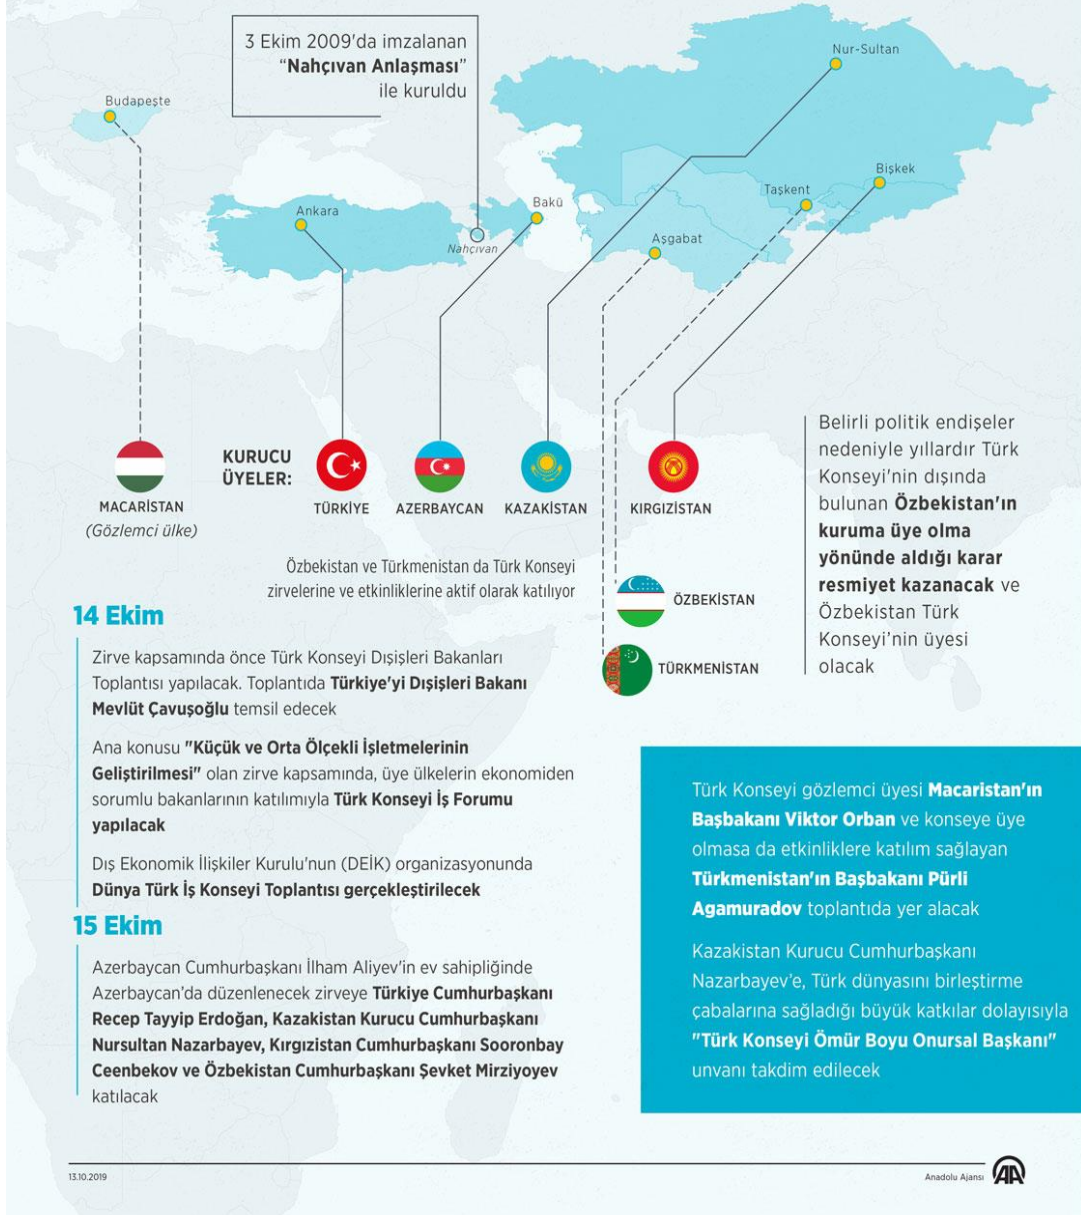 3 Ekim 2009'da imzalanan
"Nahçıvan Anlaşması"
ile kuruldu
Nur-Sultan
Budapeşte
Bişkek
Taşkent
Bakü
Ankara
Aşgabat
Nahçıvan
MACARİSTAN
(Gözlemci ülke)
KURUCU
ÜYELER:
TÜRKİYE
AZERBAYCAN
KAZAKİSTAN
KIRGIZİSTAN
Özbekistan ve Türkmenistan da Türk Konseyi
zirvelerine ve etkinliklerine aktif olarak katılıyor
ÖZBEKİSTAN
TÜRKMENİSTAN
Belirli politik endişeler
nedeniyle yıllardır Türk
Konseyi'nin dışında
bulunan Özbekistan'ın
kuruma üye olma
yönünde aldığı karar
resmiyet kazanacak ve
Özbekistan Türk
Konseyi'nin üyesi
olacak
14 Ekim
Zirve kapsamında önce Türk Konseyi Dışişleri Bakanları
Toplantısı yapılacak. Toplantıda Türkiye'yi Dışişleri Bakanı
Mevlüt Çavuşoğlu temsil edecek
Ana konusu "Küçük ve Orta Ölçekli İşletmelerinin
Geliştirilmesi" olan zirve kapsamında, üye ülkelerin ekonomiden
sorumlu bakanlarının katılımıyla Türk Konseyi İş Forumu
yapılacak
Dış Ekonomik İlişkiler Kurulu'nun (DEİK) organizasyonunda
Dünya Türk İş Konseyi Toplantısı gerçekleştirilecek
15 Ekim
Azerbaycan Cumhurbaşkanı İlham Aliyev'in ev sahipliğinde
Azerbaycan'da düzenlenecek zirveye Türkiye Cumhurbaşkanı
Recep Tayyip Erdoğan, Kazakistan Kurucu Cumhurbaşkanı
Nursultan Nazarbayev, Kırgızistan Cumhurbaşkanı Sooronbay
Ceenbekov ve Özbekistan Cumhurbaşkanı Şevket Mirziyoyev
katılacak
Türk Konseyi gözlemci üyesi Macaristan'ın
Başbakanı Viktor Orban ve konseye üye
olmasa da etkinliklere katılım sağlayan
Türkmenistan'ın Başbakanı Pürli
Agamuradov toplantıda yer alacak
Kazakistan Kurucu Cumhurbaşkanı
Nazarbayev'e, Türk dünyasını birleştirme
çabalarına sağladığı büyük katkılar dolayısıyla
"Türk Konseyi Ömür Boyu Onursal Başkanı"
unvanı takdim edilecek
13.10.2019
Anadolu Ajansı
AA